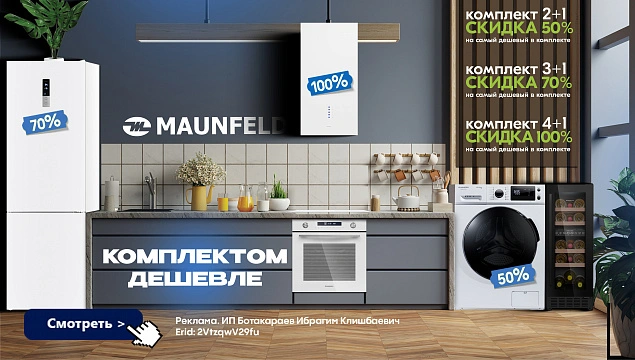 комплект 2+1
СКИДКА 50%
на самый дешевый в комплекте
комплект 3+1
СКИДКА 70%
на самый дешевый в комплекте
комплект 4+1
СКИДКА 100%
на самый дешевый в комплекте
100%
70%
MAUNFELD
50%
КОМПЛЕКТОМ
ДЕШЕВЛЕ
Смотреть >
Реклама. ИП Ботакараев Ибрагим Клишбаевич
Erid: 2VtzqwV29fu